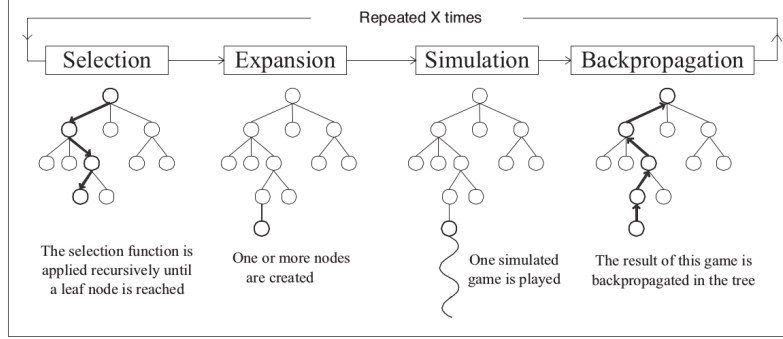 Repeated X times
Selection
Expansion
Simulation
Backpropagation
The selection function is
applied recursively until
a leaf node is reached
One or more nodes
are created
One simulated
game is played
The result of this game is
backpropagated in the tree